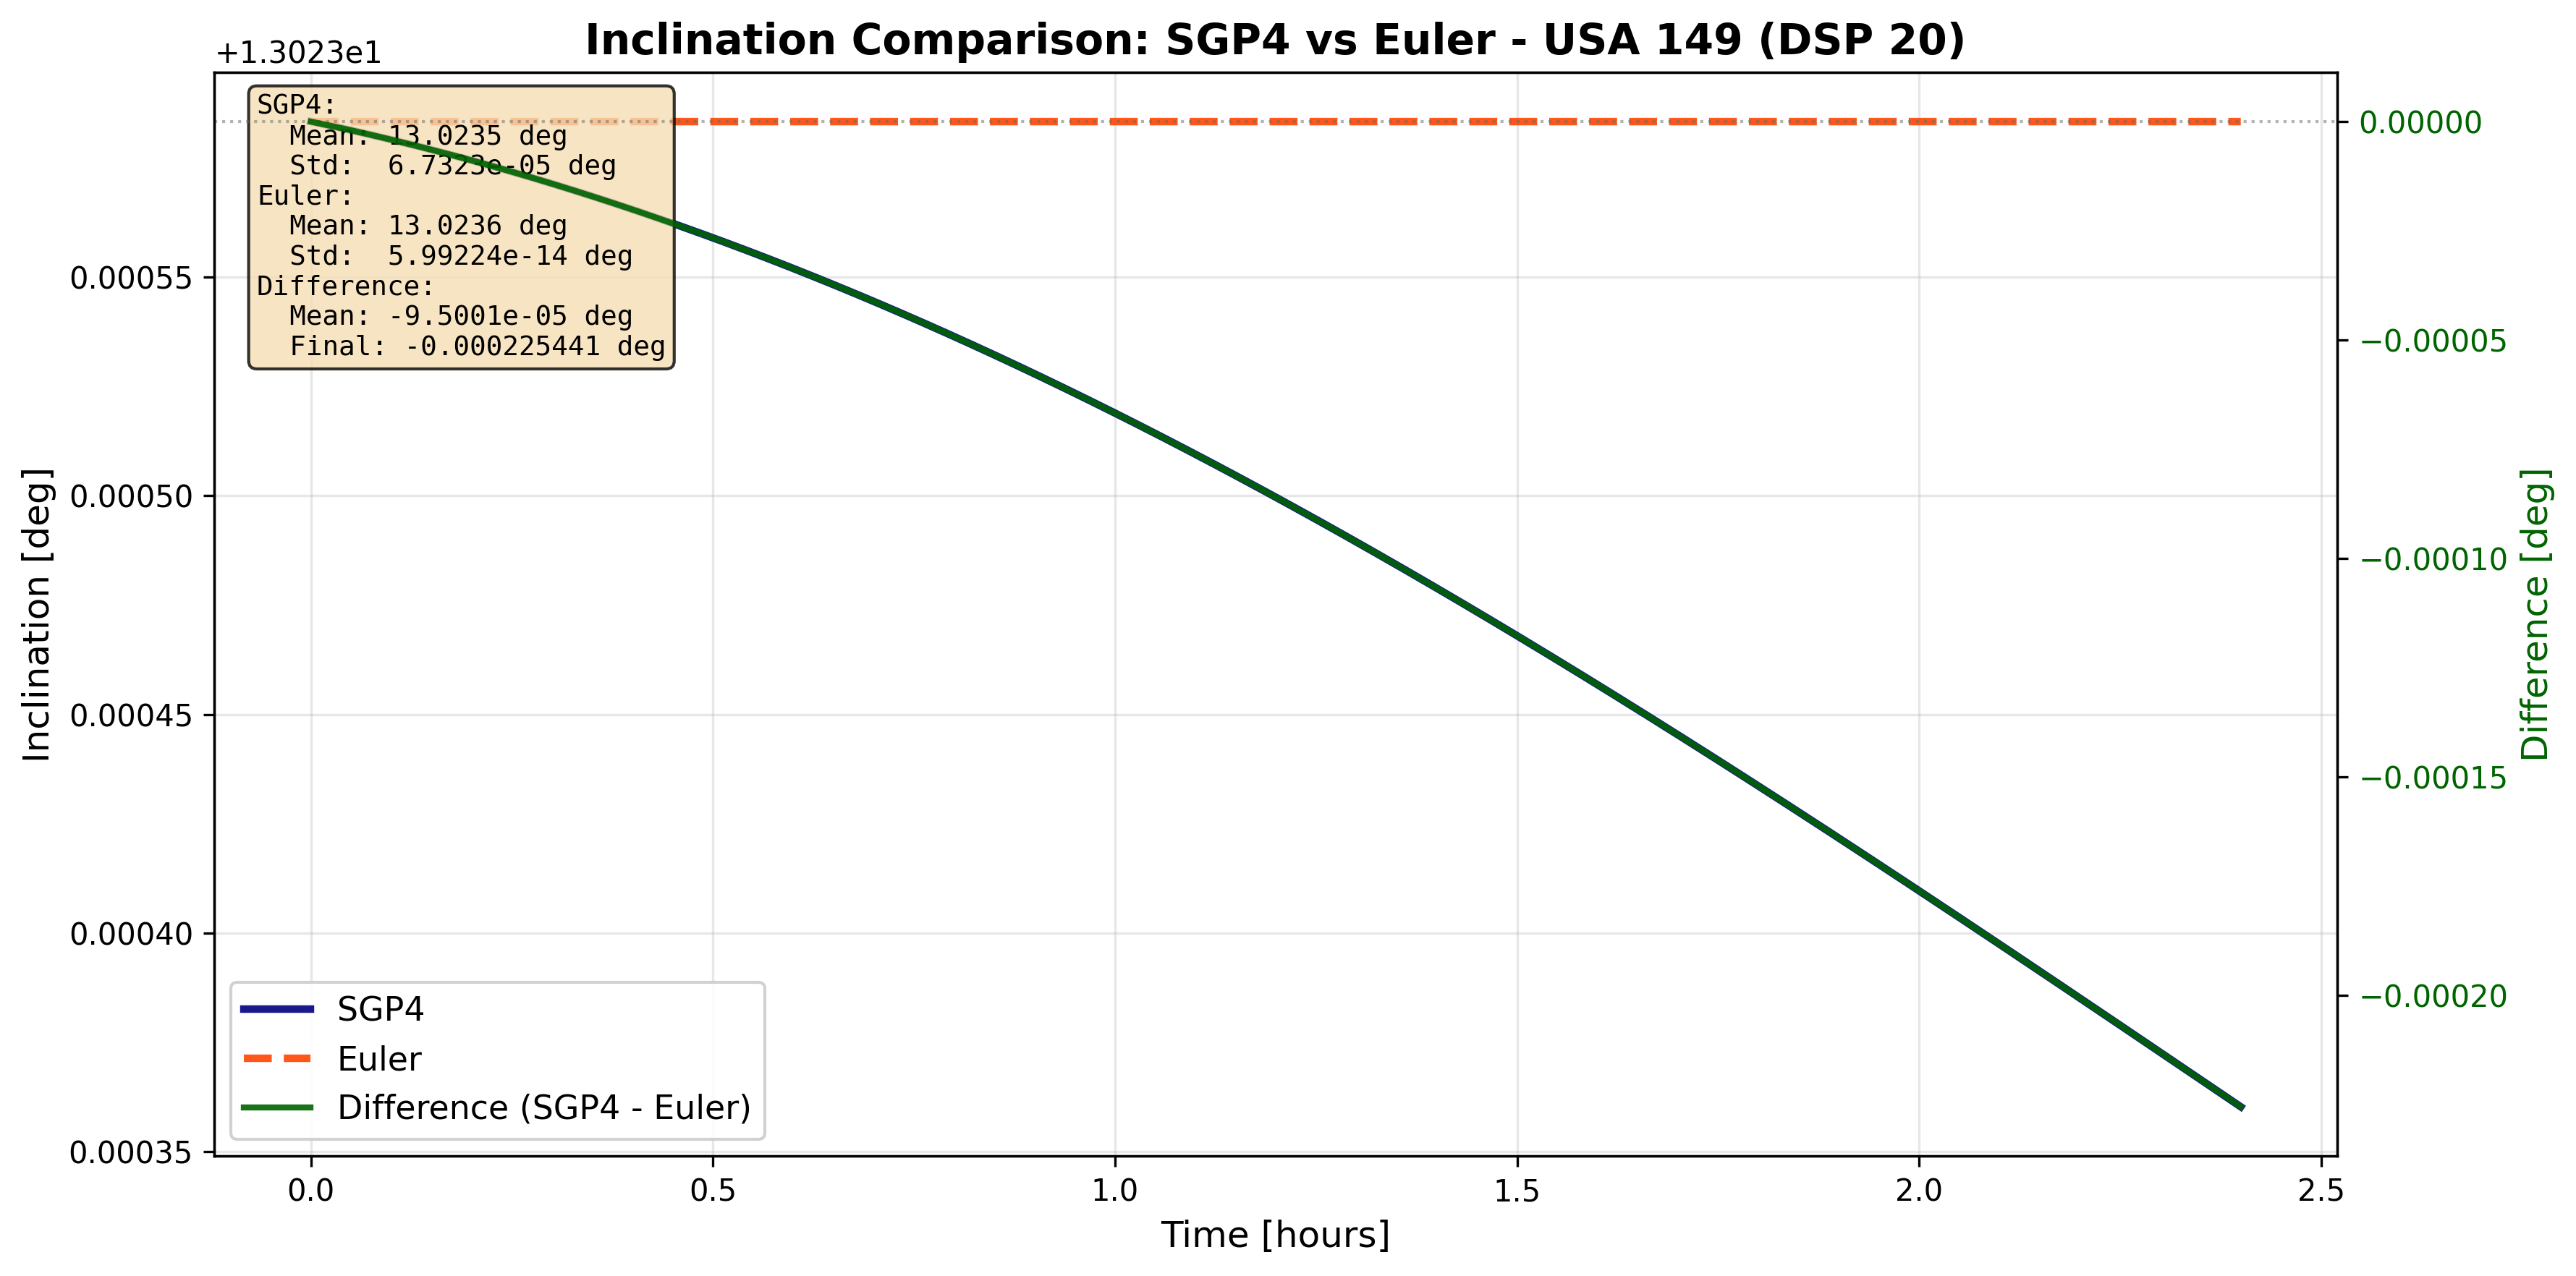 Inclination Comparison: SGP4 vs Euler - USA 149 (DSP 20)
+1.3023e1
SGP4:
Mean: 13.0235 deg
Std: 6.7323e-05 deg
Euler:
Mean: 13.0236 deg
Std: 5.99224e-14 deg
Difference:
Mean: -9.5001e-05 deg
Final: -0.000225441 deg
Inclination [deg]
0.00055
0.00050
0.00045
0.00040
0.00035
0.00000
−0.00005
−0.00010
−0.00015
−0.00020
Difference [deg]
SGP4
Euler
Difference (SGP4 - Euler)
0.0
0.5
1.0
1.5
2.0
2.5
Time [hours]